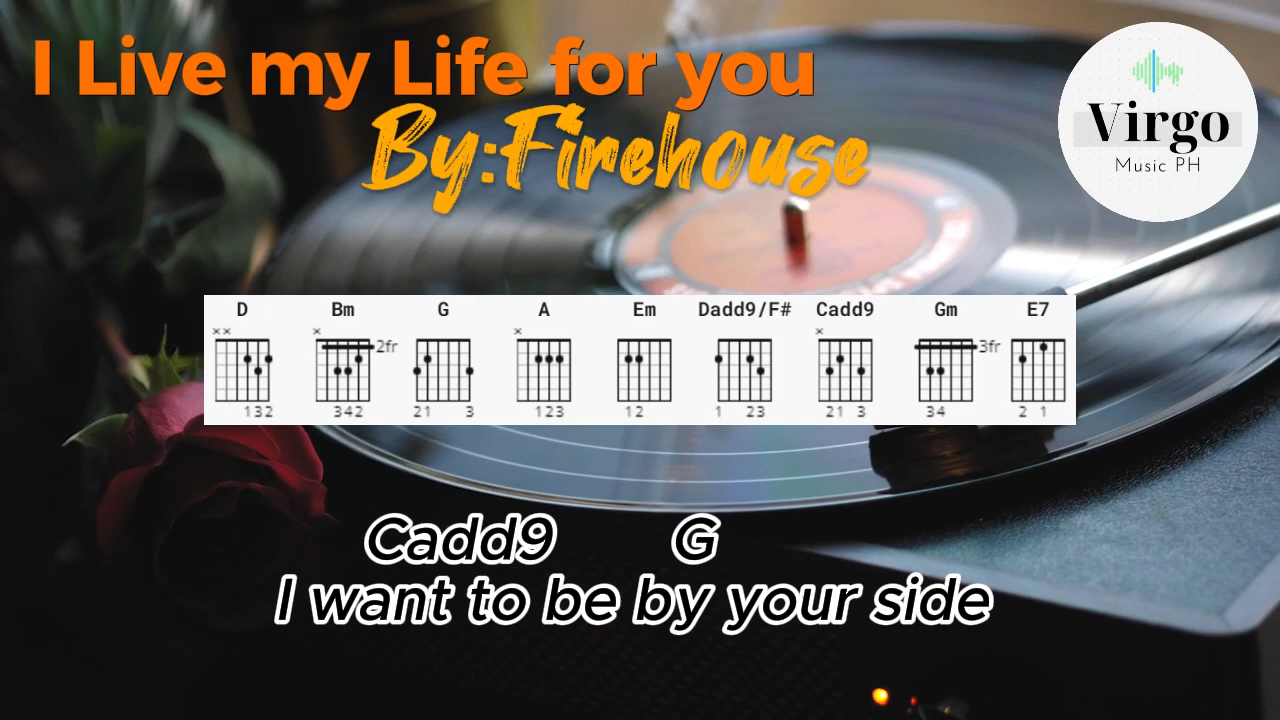 I Live my Life for you
By:Firehouse
Virgo
Music PH
D Bm G A Em Dadd9/F# Cadd9 Gm E7
xx x x x
2fr 3fr
132 342 21 3 123 12 1 23 21 3 34 2 1
Cadd9 G
I want to be by your side